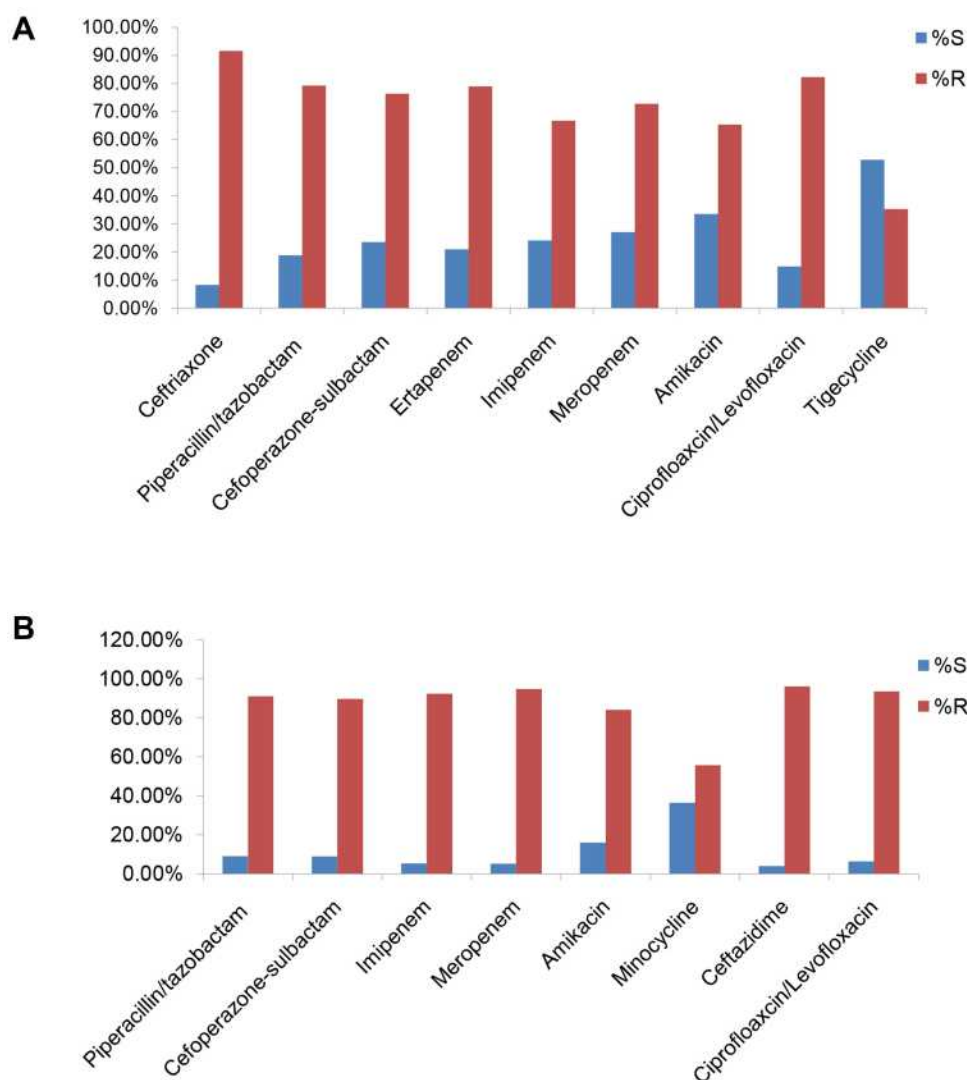 A
100.00%
90.00%
80.00%
70.00%
60.00%
50.00%
40.00%
30.00%
20.00%
10.00%
0.00%
%S
%R
Ceftriaxone
Piperacillin/tazobactam
Cefoperazone-sulbactam
Ertapenem
Imipenem
Meropenem
Amikacin
Ciprofloaxcin/Levofloxacin
Tigecycline
B
120.00%
100.00%
80.00%
60.00%
40.00%
20.00%
0.00%
%S
%R
Piperacillin/tazobactam
Cefoperazone-sulbactam
Imipenem
Meropenem
Amikacin
Minocycline
Ceftazidime
Ciprofloaxcin/Levofloxacin